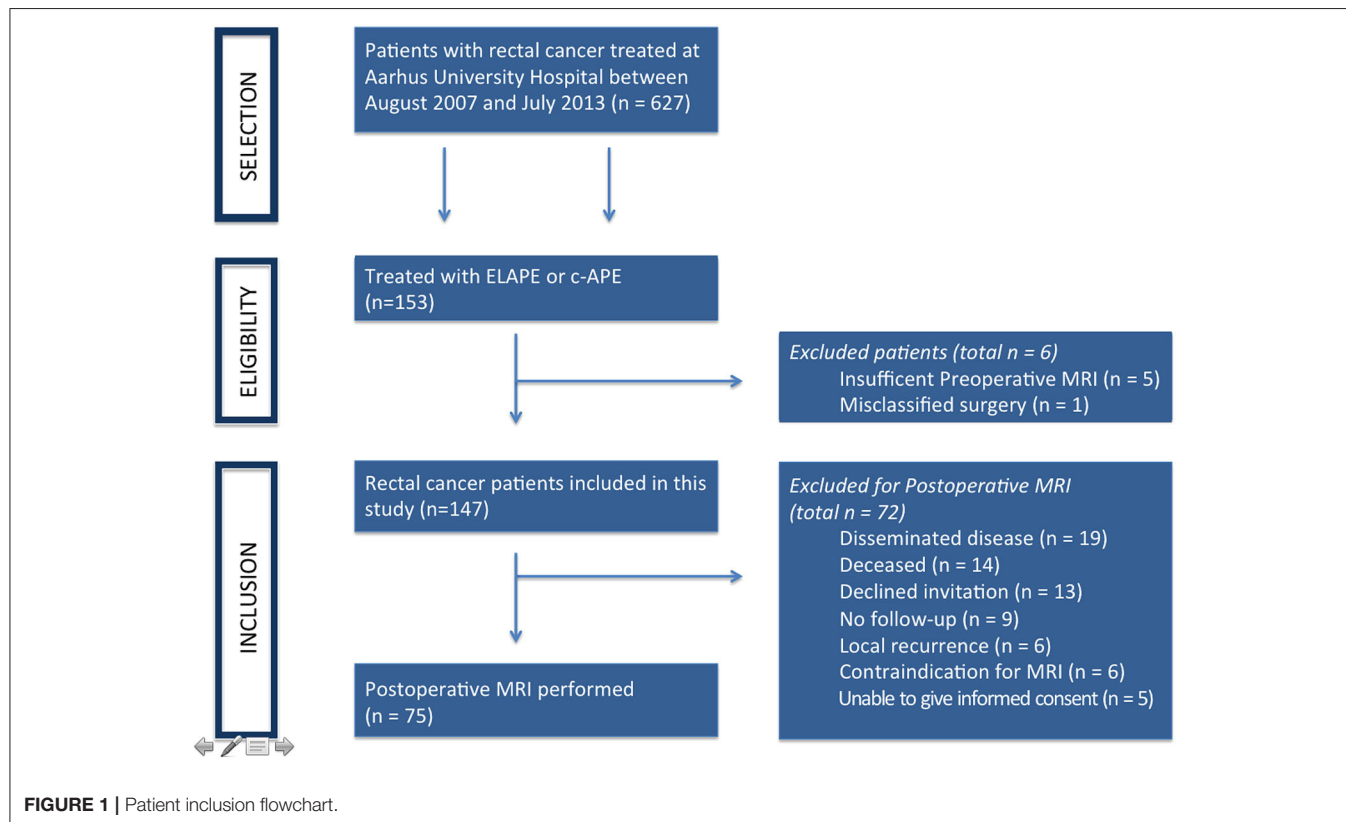 SELECTION
Patients with rectal cancer treated at
Aarhus University Hospital between
August 2007 and July 2013 (n = 627)
ELIGIBILITY
Treated with ELAPE or c-APE
(n=153)
Excluded patients (total n = 6)
Insufficent Preoperative MRI (n = 5)
Misclassified surgery (n = 1)
INCLUSION
Rectal cancer patients included in this
study (n=147)
Excluded for Postoperative MRI
(total n = 72)
Disseminated disease (n = 19)
Deceased (n = 14)
Declined invitation (n = 13)
No follow-up (n = 9)
Local recurrence (n = 6)
Contraindication for MRI (n = 6)
Unable to give informed consent (n = 5)
Postoperative MRI performed
(n = 75)
FIGURE 1 | Patient inclusion flowchart.